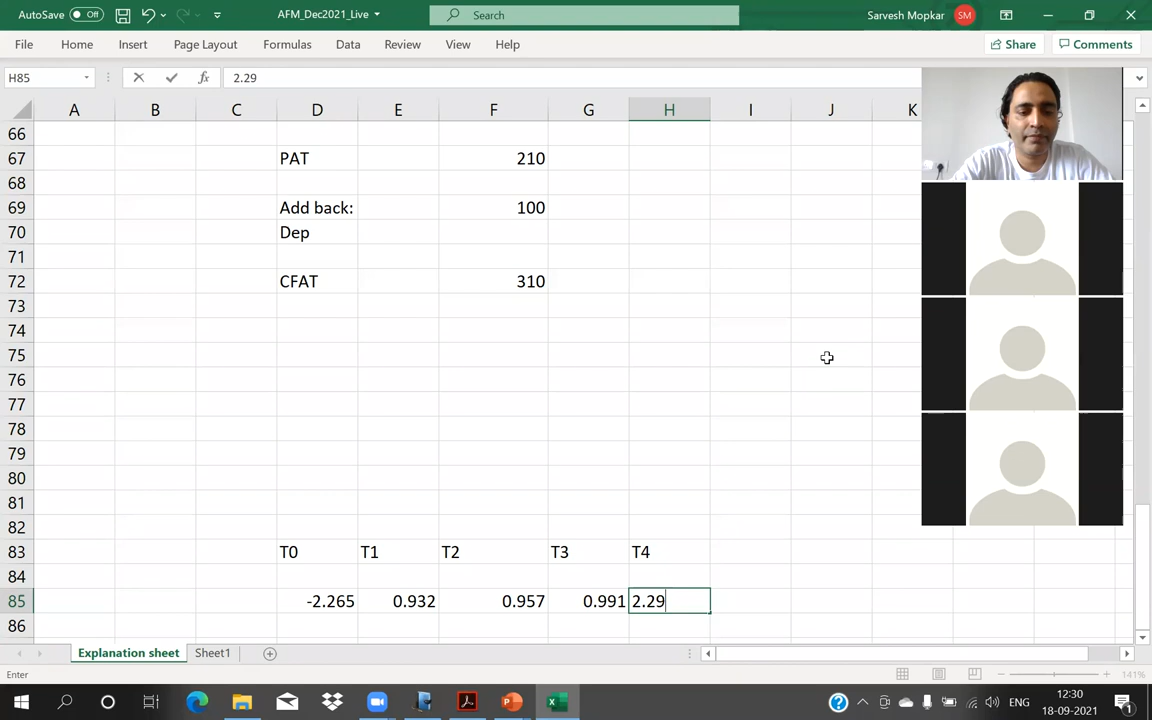 AutoSave Off AFM_Dec2021_Live Search Sarvesh Mopkar SM
File Home Insert Page Layout Formulas Data Review View Help Share Comments
H85 fx 2.29
A B C D E F G H I J K
66
67 PAT 210
68
69 Add back: 100
70 Dep
71
72 CFAT 310
73
74
75
76
77
78
79
80
81
82
83 T0 T1 T2 T3 T4
84
85 -2.265 0.932 0.957 0.991 2.29
86
Explanation sheet Sheet1
Enter 141%
ENG 12:30
18-09-2021